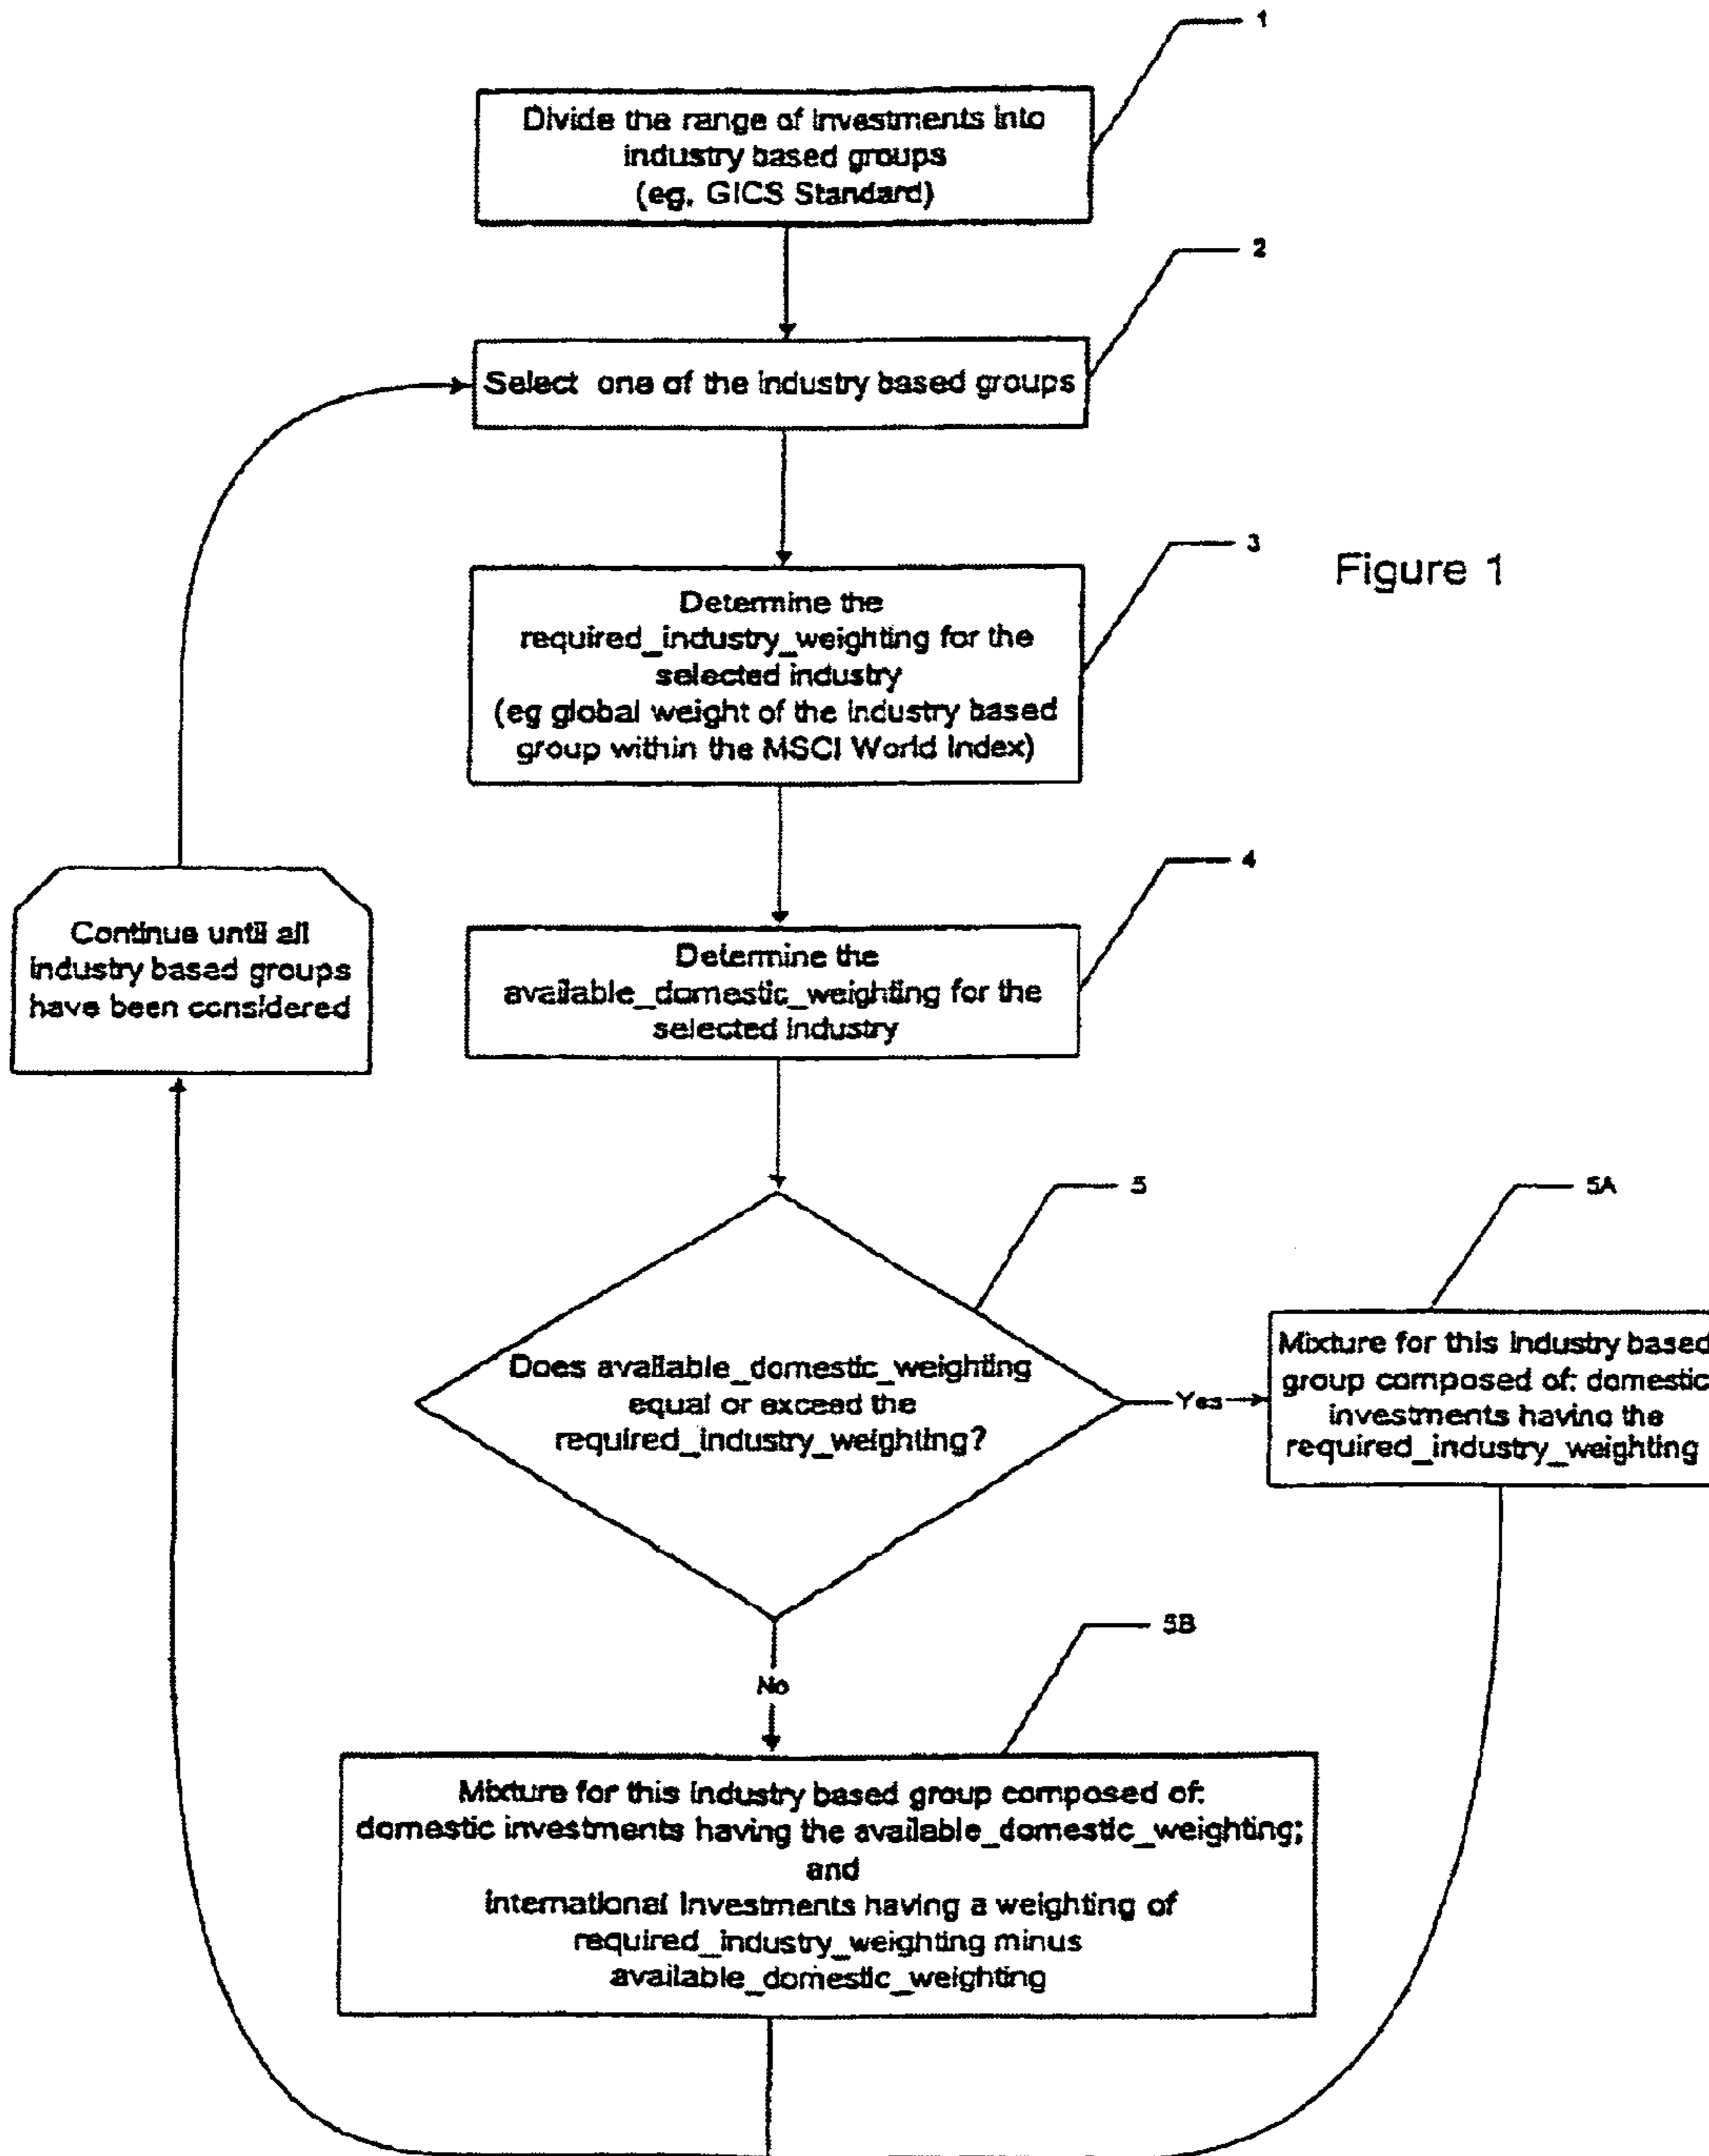 1
Divide the range of investments into
industry based groups
(eg, GICS Standard)
2
Select one of the industry based groups
3
Figure 1
Determine the
required_industry_weighting for the
selected industry
(eg global weight of the industry based
group within the MSCI World Index)
4
Continue until all
industry based groups
have been considered
Determine the
available_domestic_weighting for the
selected industry
5
5A
Does available_domestic_weighting
equal or exceed the
required_industry_weighting?
Yes
Mixture for this industry based
group composed of: domestic
investments having the
required_industry_weighting
5B
No
Mixture for this industry based group composed of:
domestic investments having the available_domestic_weighting;
and
international investments having a weighting of
required_industry_weighting minus
available_domestic_weighting